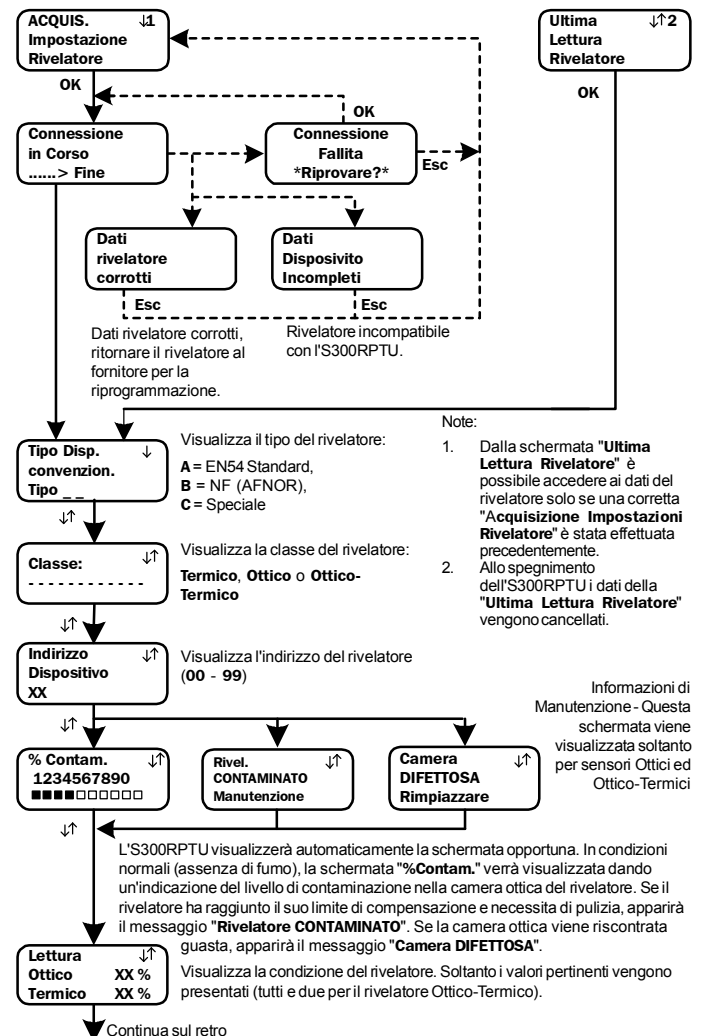 ACQUIS. ↓1
Impostazione
Rivelatore
Ultima ↓↑2
Lettura
Rivelatore
OK
OK
OK
Connessione
in Corso
......> Fine
Connessione
Fallita
*Riprovare?*
Esc
Dati
rivelatore
corrotti
Dati
Disposivito
Incompleti
Esc
Esc
Dati rivelatore corrotti,
ritornare il rivelatore al
fornitore per la
riprogrammazione.
Rivelatore incompatibile
con l'S300RPTU.
Note:
1. Dalla schermata "Ultima
Lettura Rivelatore" è
possibile accedere ai dati del
rivelatore solo se una corretta
"Acquisizione Impostazioni
Rivelatore" è stata effettuata
precedentemente.
2. Allo spegnimento
dell'S300RPTU i dati della
"Ultima Lettura Rivelatore"
vengono cancellati.
Tipo Disp. ↓
convenzion.
Tipo _ _
Visualizza il tipo del rivelatore:
A = EN54 Standard,
B = NF (AFNOR),
C = Speciale
↓↑
Classe: ↓↑
- - - - - - - - - - - -
Visualizza la classe del rivelatore:
Termico, Ottico o Ottico-
Termico
↓↑
Indirizzo ↓↑
Dispositivo
XX
Visualizza l'indirizzo del rivelatore
(00 - 99)
↓↑
Informazioni di
Manutenzione - Questa
schermata viene
visualizzata soltanto
per sensori Ottici ed
Ottico-Termici
% Contam. ↓↑
1234567890
■■■■□□□□□□
Rivel. ↓↑
CONTAMINATO
Manutenzione
Camera ↓↑
DIFETTOSA
Rimpiazzare
↓↑
L'S300RPTU visualizzerà automaticamente la schermata opportuna. In condizioni
normali (assenza di fumo), la schermata "%Contam." verrà visualizzata dando
un'indicazione del livello di contaminazione nella camera ottica del rivelatore. Se il
rivelatore ha raggiunto il suo limite di compensazione e necessita di pulizia, apparirà
il messaggio "Rivelatore CONTAMINATO". Se la camera ottica viene riscontrata
guasta, apparirà il messaggio "Camera DIFETTOSA".
Lettura ↓↑
Ottico XX %
Termico XX %
Visualizza la condizione del rivelatore. Soltanto i valori pertinenti vengono
presentati (tutti e due per il rivelatore Ottico-Termico).
Continua sul retro